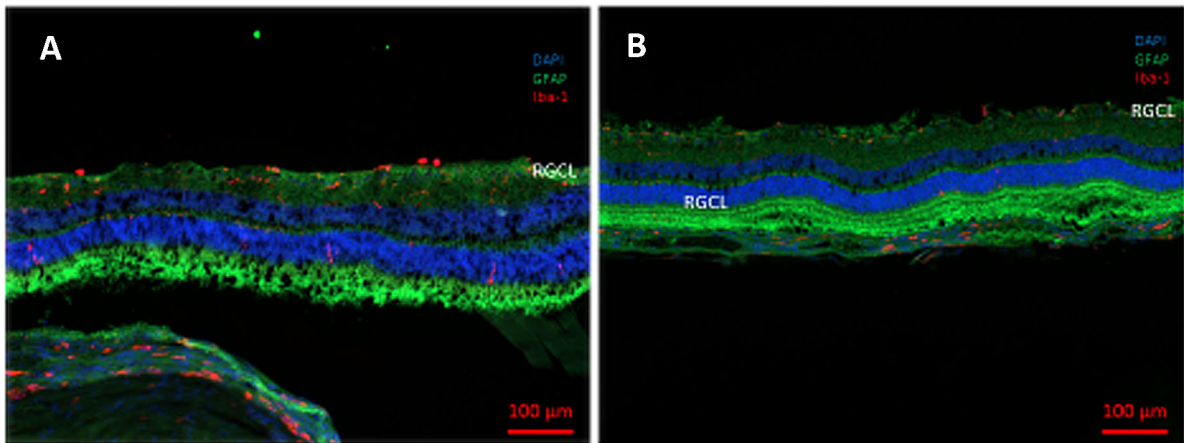 A
DAPI
GFAP
Iba-1
RGCL
100 µm
B
DAPI
GFAP
Iba-1
RGCL
RGCL
100 µm